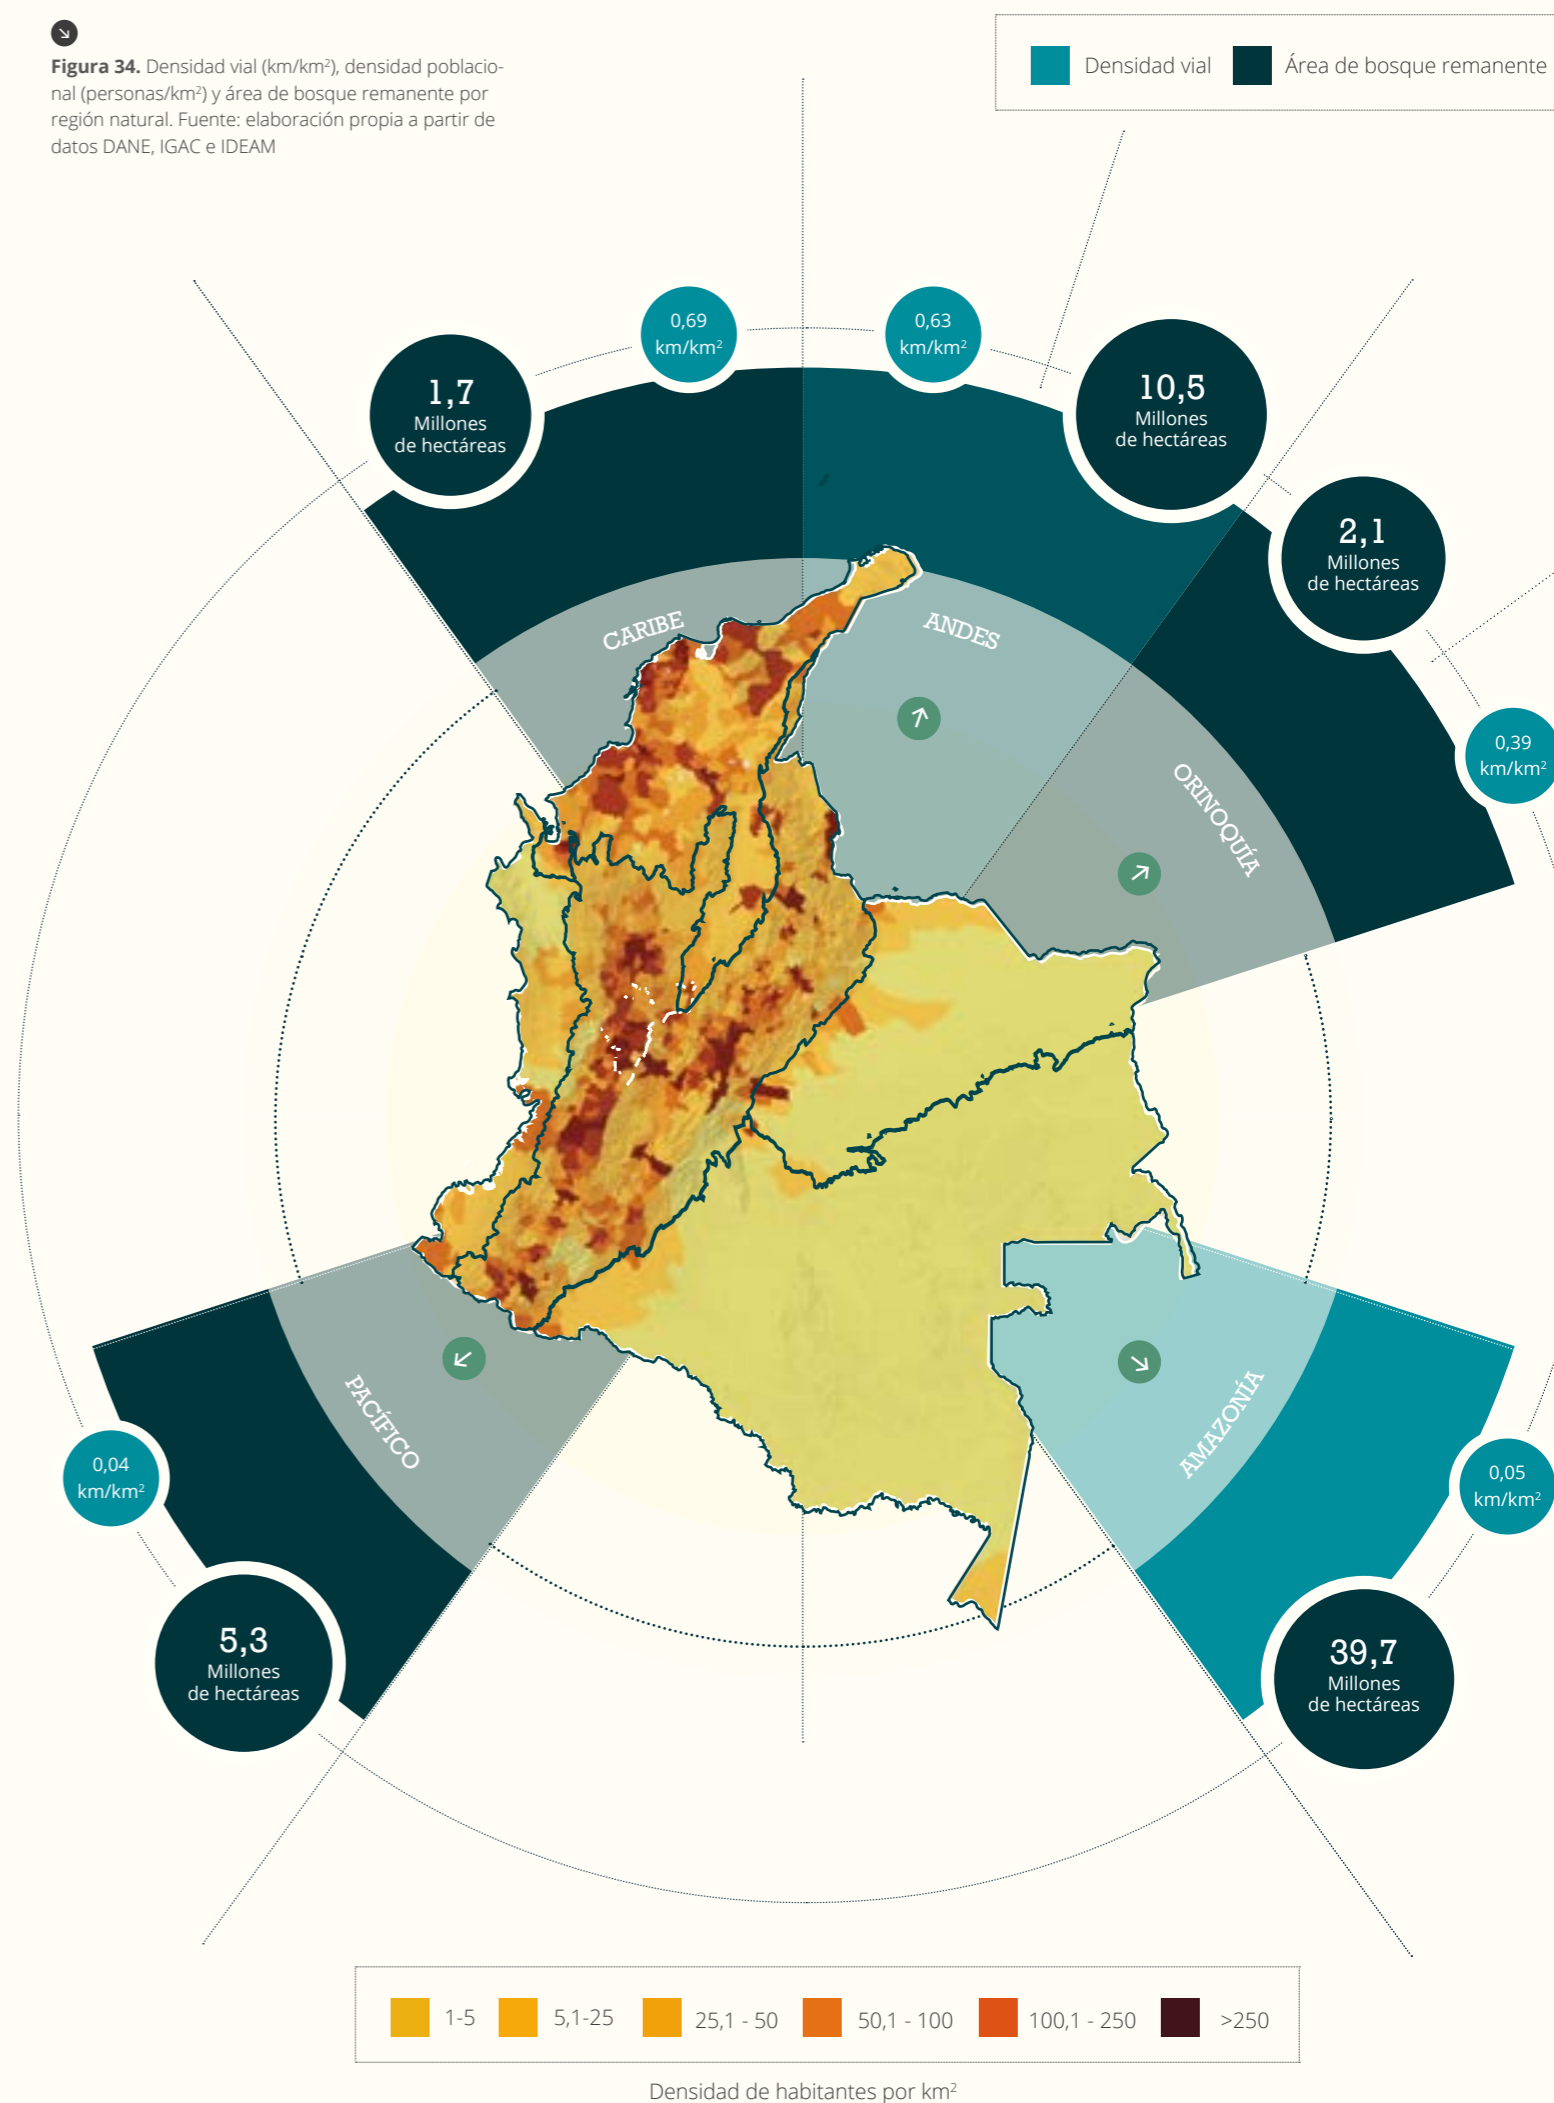 Figura 34. Densidad vial (km/km²), densidad poblacio-
nal (personas/km²) y área de bosque remanente por
región natural. Fuente: elaboración propia a partir de
datos DANE, IGAC e IDEAM
Densidad vial
Área de bosque remanente
0,69
km/km²
0,63
km/km²
1,7
Millones
de hectáreas
10,5
Millones
de hectáreas
2,1
Millones
de hectáreas
CARIBE
ANDES
0,39
km/km²
ORINOQUÍA
PACÍFICO
AMAZONÍA
0,04
km/km²
0,05
km/km²
5,3
Millones
de hectáreas
39,7
Millones
de hectáreas
1-5
5,1-25
25,1 - 50
50,1 - 100
100,1 - 250
>250
Densidad de habitantes por km²